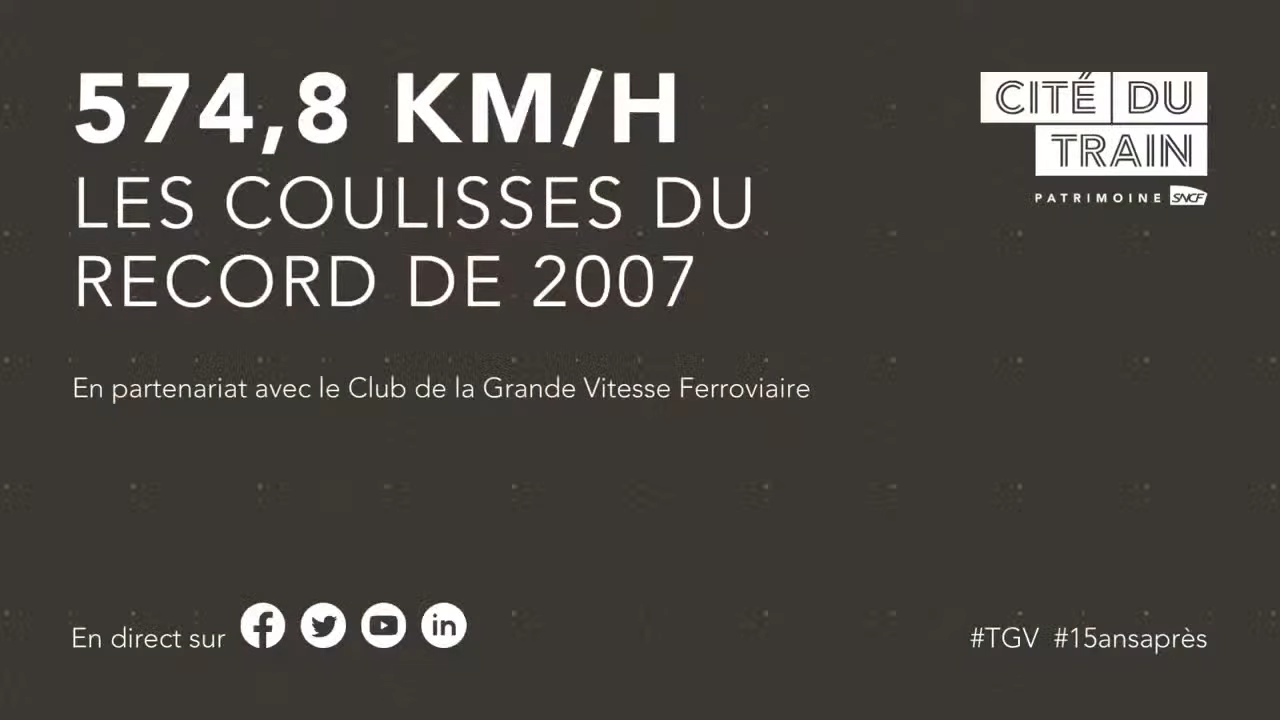 574,8 KM/H
LES COULISSES DU
RECORD DE 2007
CITÉ DU
TRAIN
PATRIMOINE SNCF
En partenariat avec le Club de la Grande Vitesse Ferroviaire
En direct sur
#TGV #15ansaprès